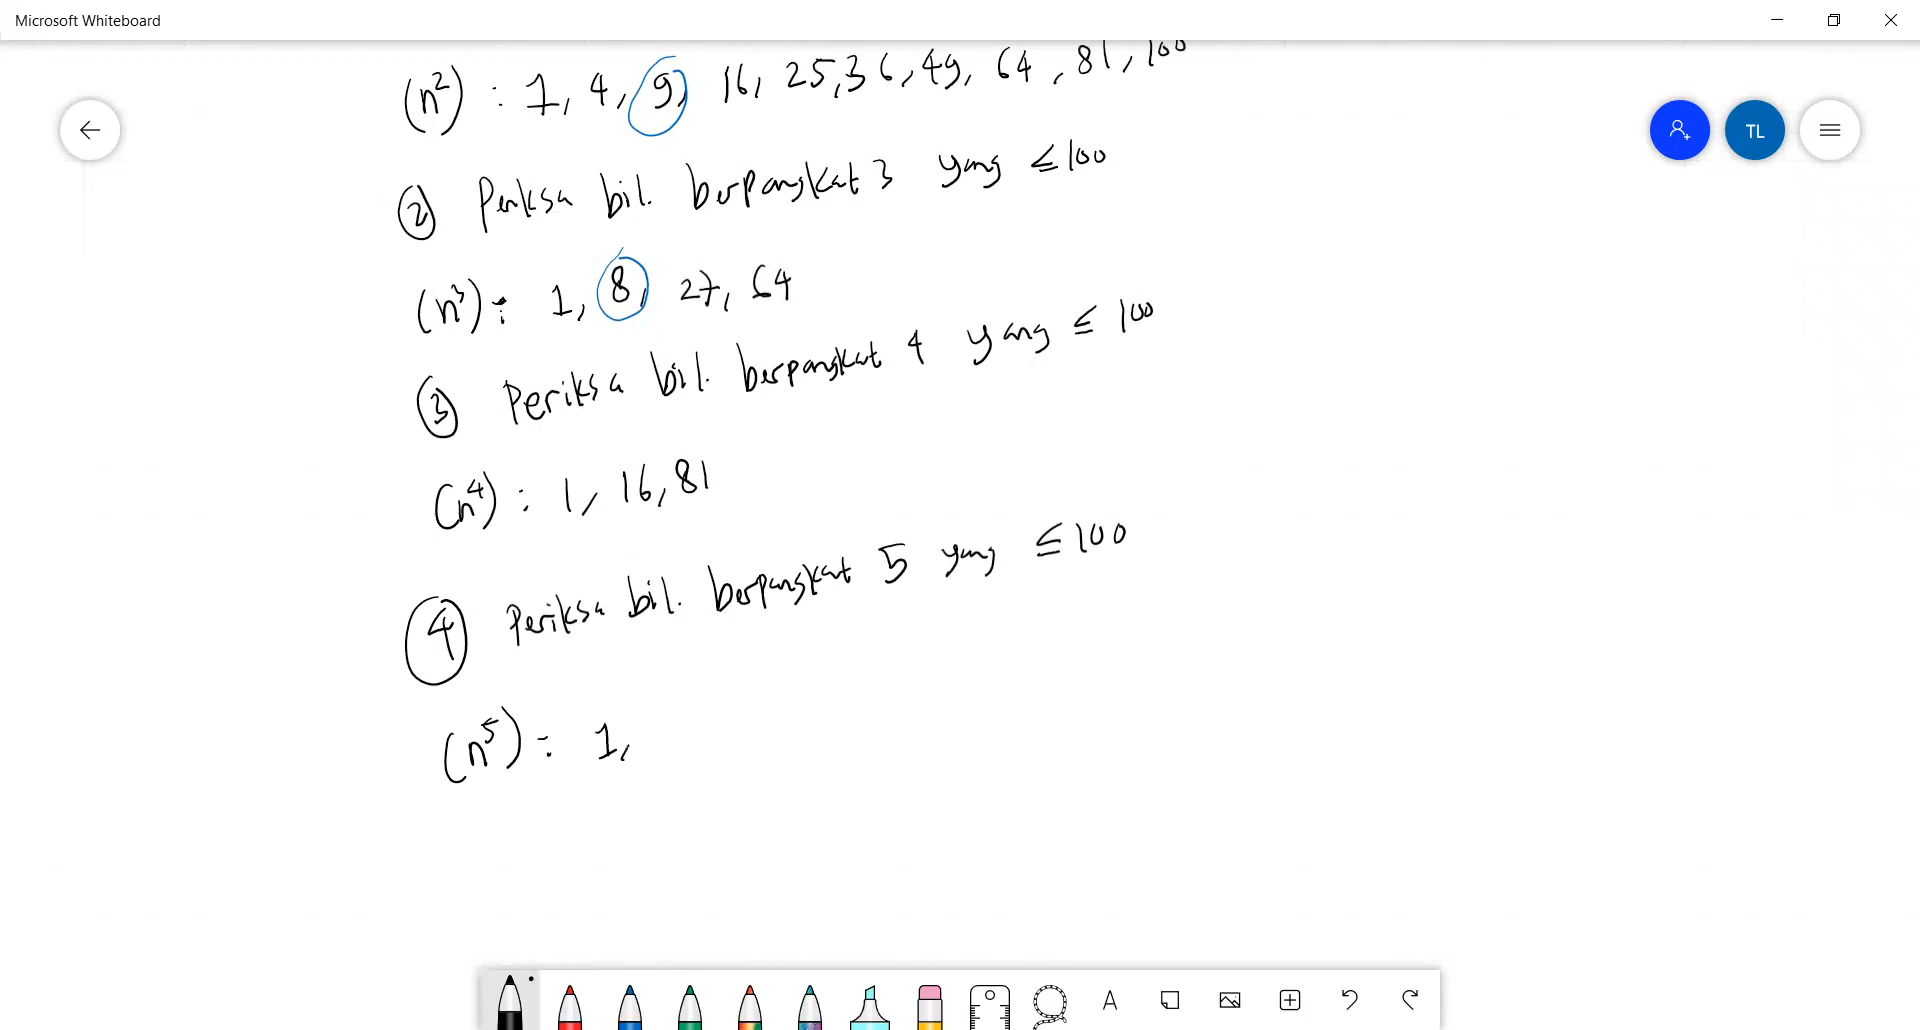 Microsoft Whiteboard
(n²) : 1, 4, 9, 16, 25, 36, 49, 64, 81, 100
② Periksa bil. berpangkat 3 yang ≤ 100
TL
(n³) : 1, 8, 27, 64
③ Periksa bil. berpangkat 4 yang ≤ 100
(n⁴) : 1, 16, 81
④ Periksa bil. berpangkat 5 yang ≤ 100
(n⁵) : 1,